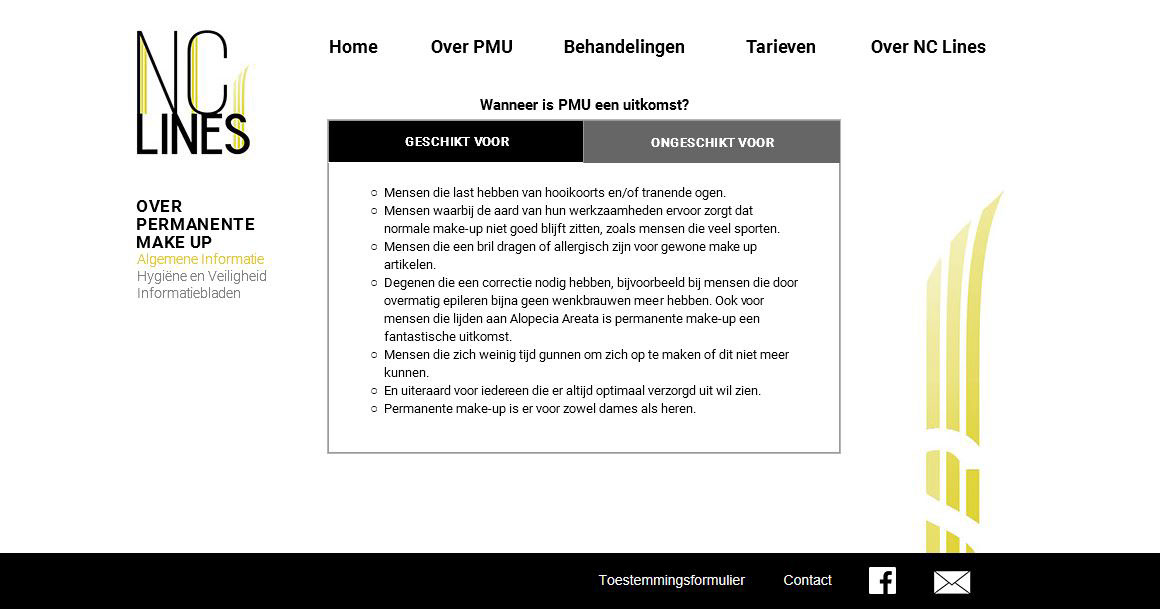 NC
LINES
Home Over PMU Behandelingen Tarieven Over NC Lines
Wanneer is PMU een uitkomst?
GESCHIKT VOOR ONGESCHIKT VOOR
OVER
PERMANENTE
MAKE UP
Algemene Informatie
Hygiëne en Veiligheid
Informatiebladen
○ Mensen die last hebben van hooikoorts en/of tranende ogen.
○ Mensen waarbij de aard van hun werkzaamheden ervoor zorgt dat
normale make-up niet goed blijft zitten, zoals mensen die veel sporten.
○ Mensen die een bril dragen of allergisch zijn voor gewone make up
artikelen.
○ Degenen die een correctie nodig hebben, bijvoorbeeld bij mensen die door
overmatig epileren bijna geen wenkbrauwen meer hebben. Ook voor
mensen die lijden aan Alopecia Areata is permanente make-up een
fantastische uitkomst.
○ Mensen die zich weinig tijd gunnen om zich op te maken of dit niet meer
kunnen.
○ En uiteraard voor iedereen die er altijd optimaal verzorgd uit wil zien.
○ Permanente make-up is er voor zowel dames als heren.
Toestemmingsformulier Contact